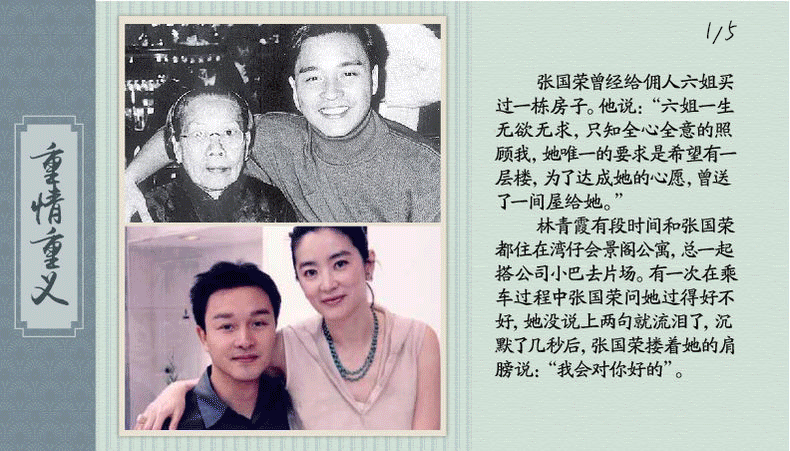 重情重义
1/5
张国荣曾经给佣人六姐买
过一栋房子。他说：“六姐一生
无欲无求，只知全心全意的照
顾我，她唯一的要求是希望有一
层楼，为了达成她的心愿，曾送
了一间屋给她。”
林青霞有段时间和张国荣
都住在湾仔会景阁公寓，总一起
搭公司小巴去片场。有一次在乘
车过程中张国荣问她过得好不
好，她没说上两句就流泪了，沉
默了几秒后，张国荣搂着她的肩
膀说：“我会对你好的”。